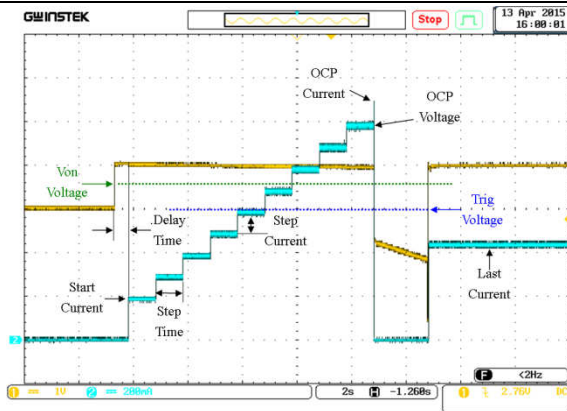 GWINSTEK
Stop
13 Apr 2015
16:00:01
OCP
Current
OCP
Voltage
Von
Voltage
Trig
Voltage
Delay
Time
Step
Current
Start
Current
Step
Time
Last
Current
2
F <2Hz
1 1V 2 200mA
2s H -1.260s
1 2.76V DC